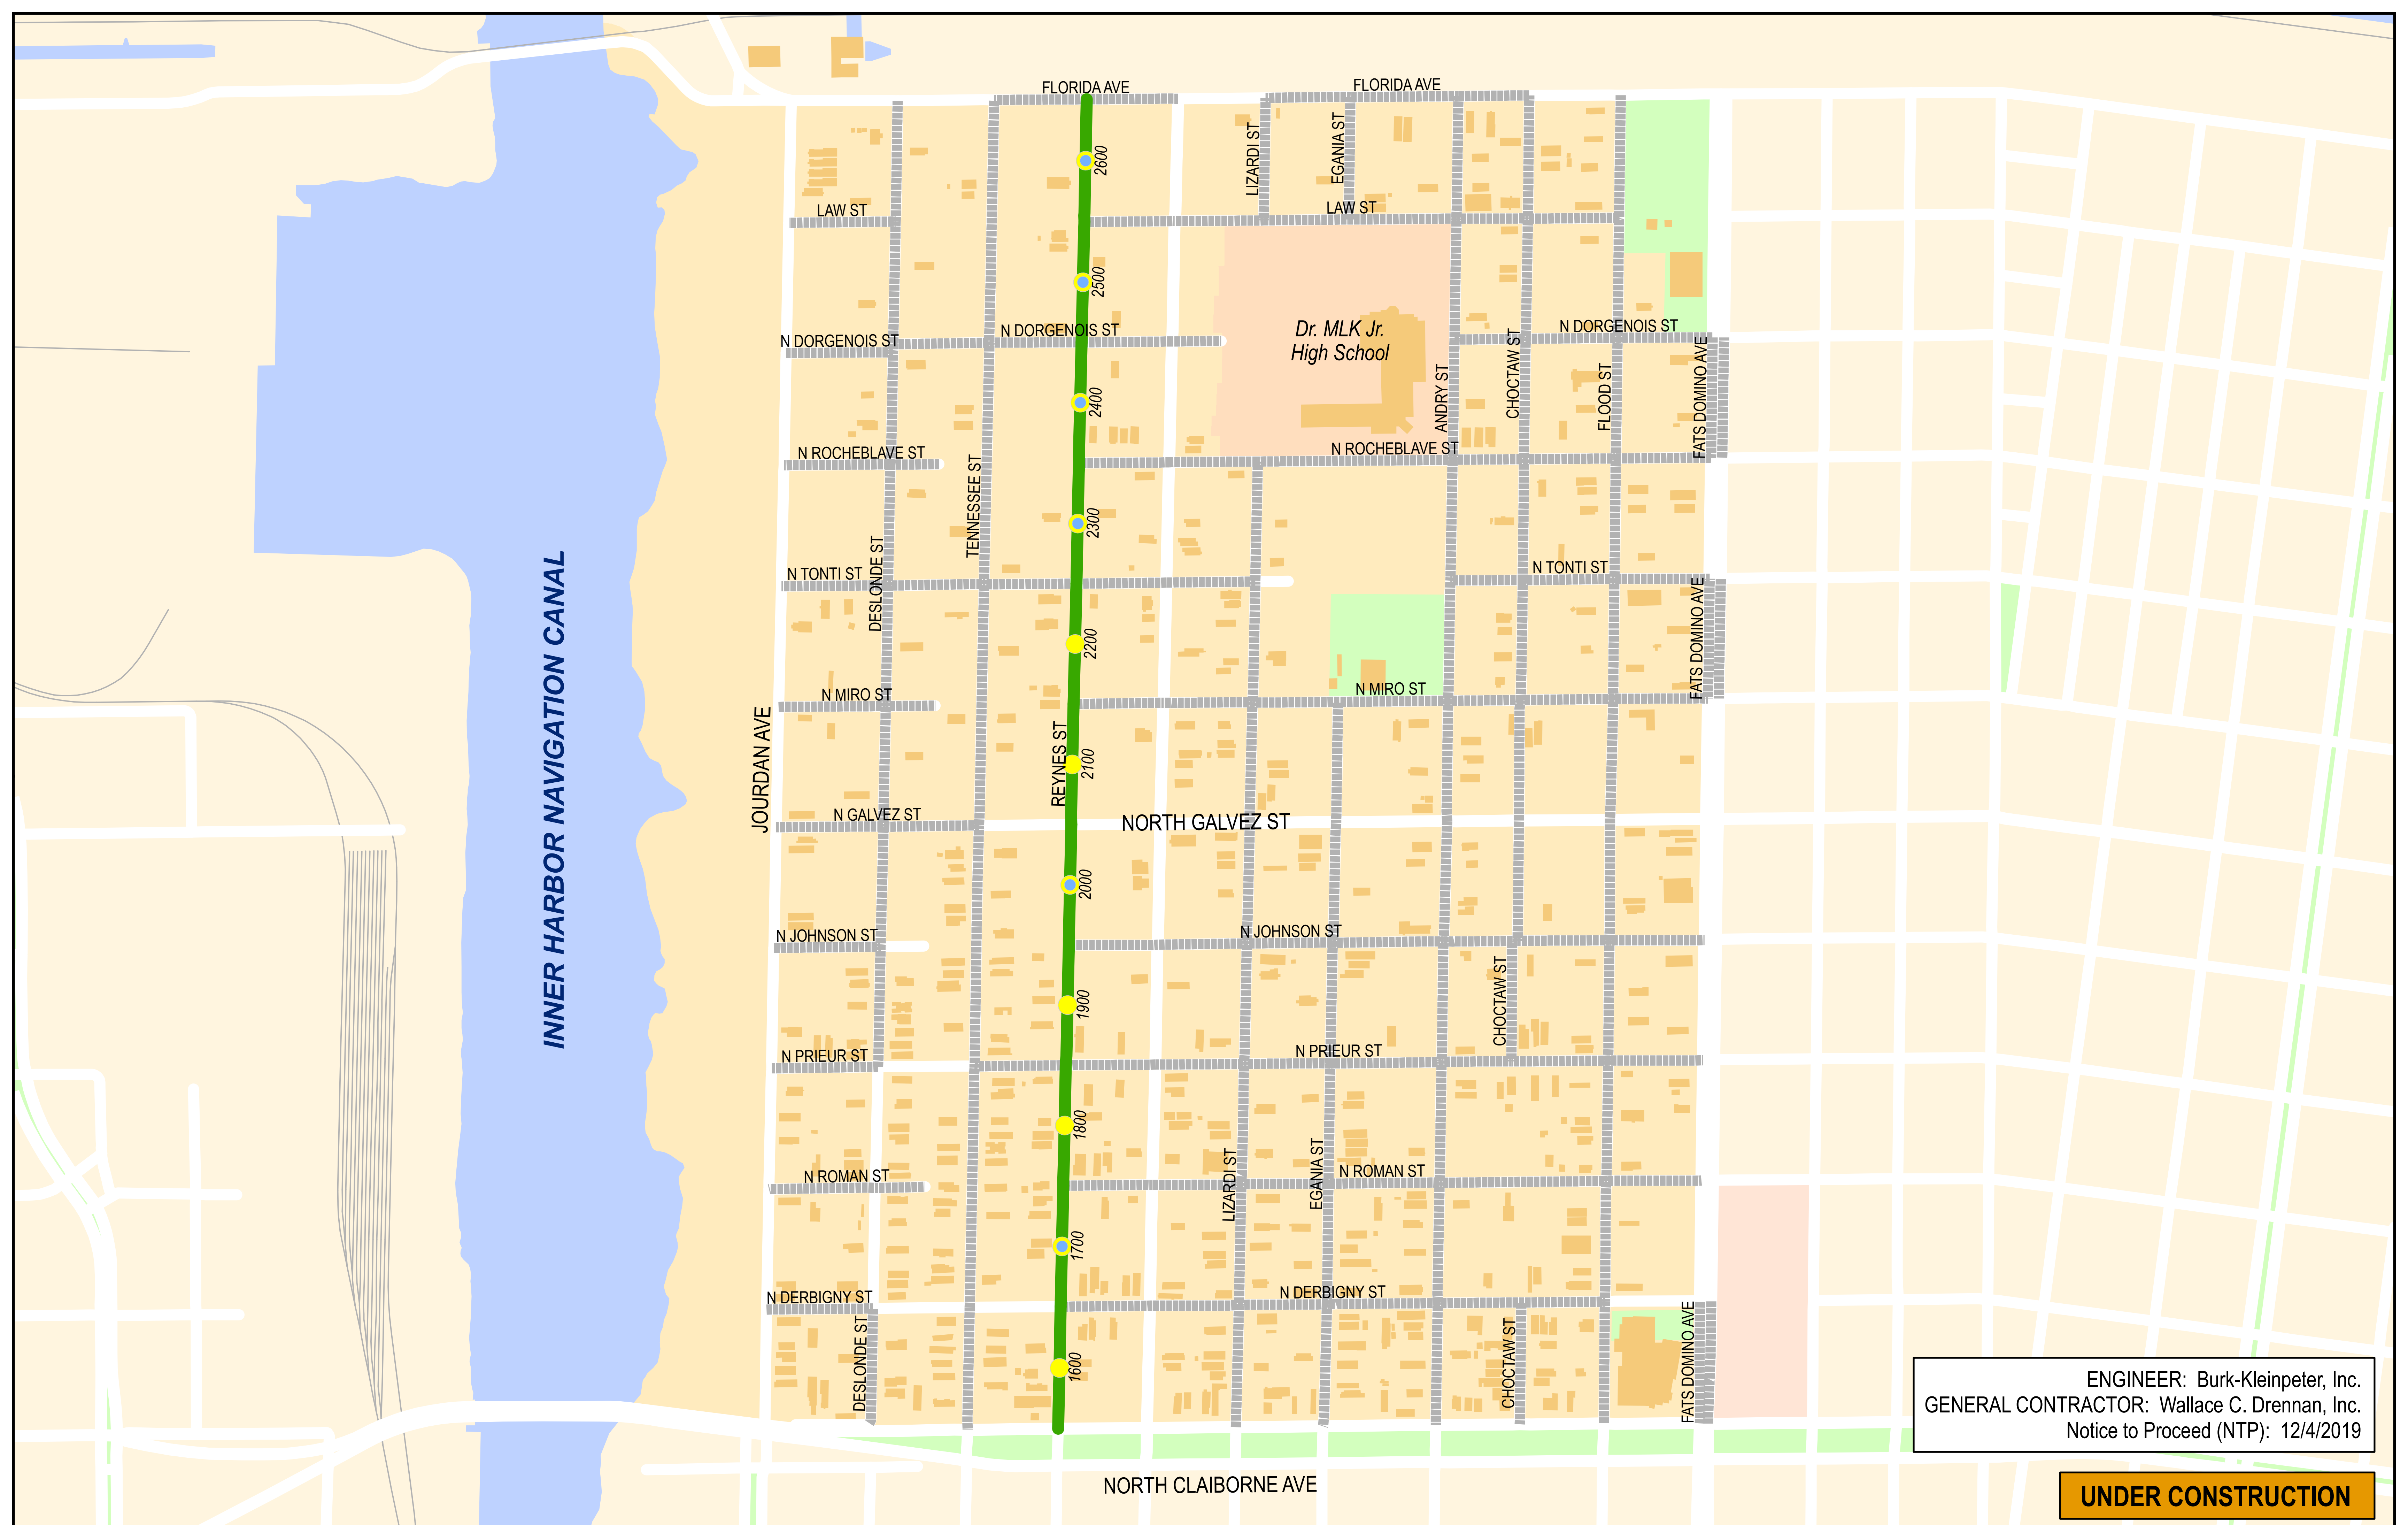 FLORIDA AVE
FLORIDA AVE
LIZARDI ST
EGANIA ST
2600
LAW ST
LAW ST
2500
N DORGENOIS ST
N DORGENOIS ST
Dr. MLK Jr.
High School
N DORGENOIS ST
CHOCTAW ST
FATS DOMINO AVE
ANDRY ST
FLOOD ST
2400
N ROCHEBLAVE ST
N ROCHEBLAVE ST
TENNESSEE ST
2300
DESLONDE ST
N TONTI ST
N TONTI ST
FATS DOMINO AVE
2200
INNER HARBOR NAVIGATION CANAL
N MIRO ST
N MIRO ST
JOURDAN AVE
REYNES ST
2100
N GALVEZ ST
NORTH GALVEZ ST
2000
N JOHNSON ST
N JOHNSON ST
CHOCTAW ST
1900
N PRIEUR ST
N PRIEUR ST
1800
LIZARDI ST
EGANIA ST
N ROMAN ST
N ROMAN ST
1700
N DERBIGNY ST
N DERBIGNY ST
DESLONDE ST
1600
CHOCTAW ST
FATS DOMINO AVE
ENGINEER: Burk-Kleinpeter, Inc.
GENERAL CONTRACTOR: Wallace C. Drennan, Inc.
Notice to Proceed (NTP): 12/4/2019
NORTH CLAIBORNE AVE
UNDER CONSTRUCTION